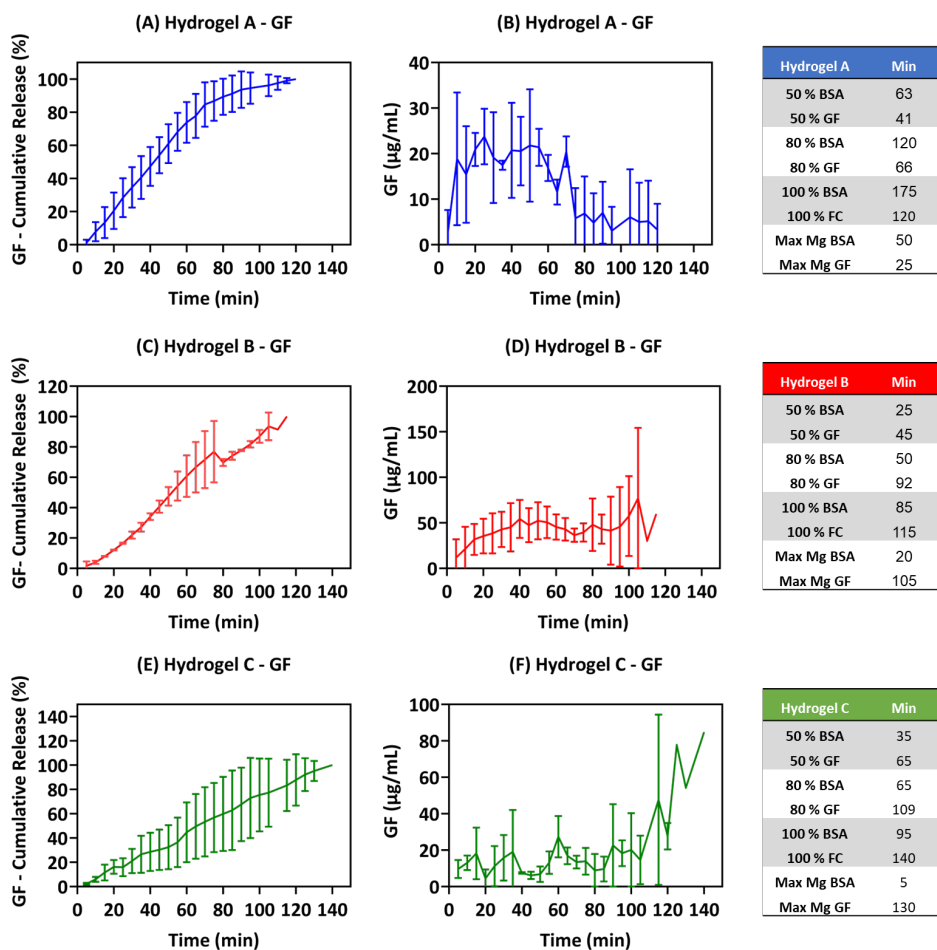 (A) Hydrogel A - GF
GF - Cumulative Release (%)
100
80
60
40
20
0
0 20 40 60 80 100 120 140
Time (min)
(B) Hydrogel A - GF
GF (µg/mL)
40
30
20
10
0
0 20 40 60 80 100 120 140
Time (min)
Hydrogel A Min
50 % BSA 63
50 % GF 41
80 % BSA 120
80 % GF 66
100 % BSA 175
100 % FC 120
Max Mg BSA 50
Max Mg GF 25
(C) Hydrogel B - GF
GF- Cumulative Release (%)
120
100
80
60
40
20
0
0 20 40 60 80 100 120 140
Time (min)
(D) Hydrogel B - GF
GF (µg/mL)
200
150
100
50
0
0 20 40 60 80 100 120 140
Time (min)
Hydrogel B Min
50 % BSA 25
50 % GF 45
80 % BSA 50
80 % GF 92
100 % BSA 85
100 % FC 115
Max Mg BSA 20
Max Mg GF 105
(E) Hydrogel C - GF
GF - Cumulative Release (%)
140
120
100
80
60
40
20
0
0 20 40 60 80 100 120 140
Time (min)
(F) Hydrogel C - GF
GF (µg/mL)
100
80
60
40
20
0
0 20 40 60 80 100 120 140
Time (min)
Hydrogel C Min
50 % BSA 35
50 % GF 65
80 % BSA 65
80 % GF 109
100 % BSA 95
100 % FC 140
Max Mg BSA 5
Max Mg GF 130